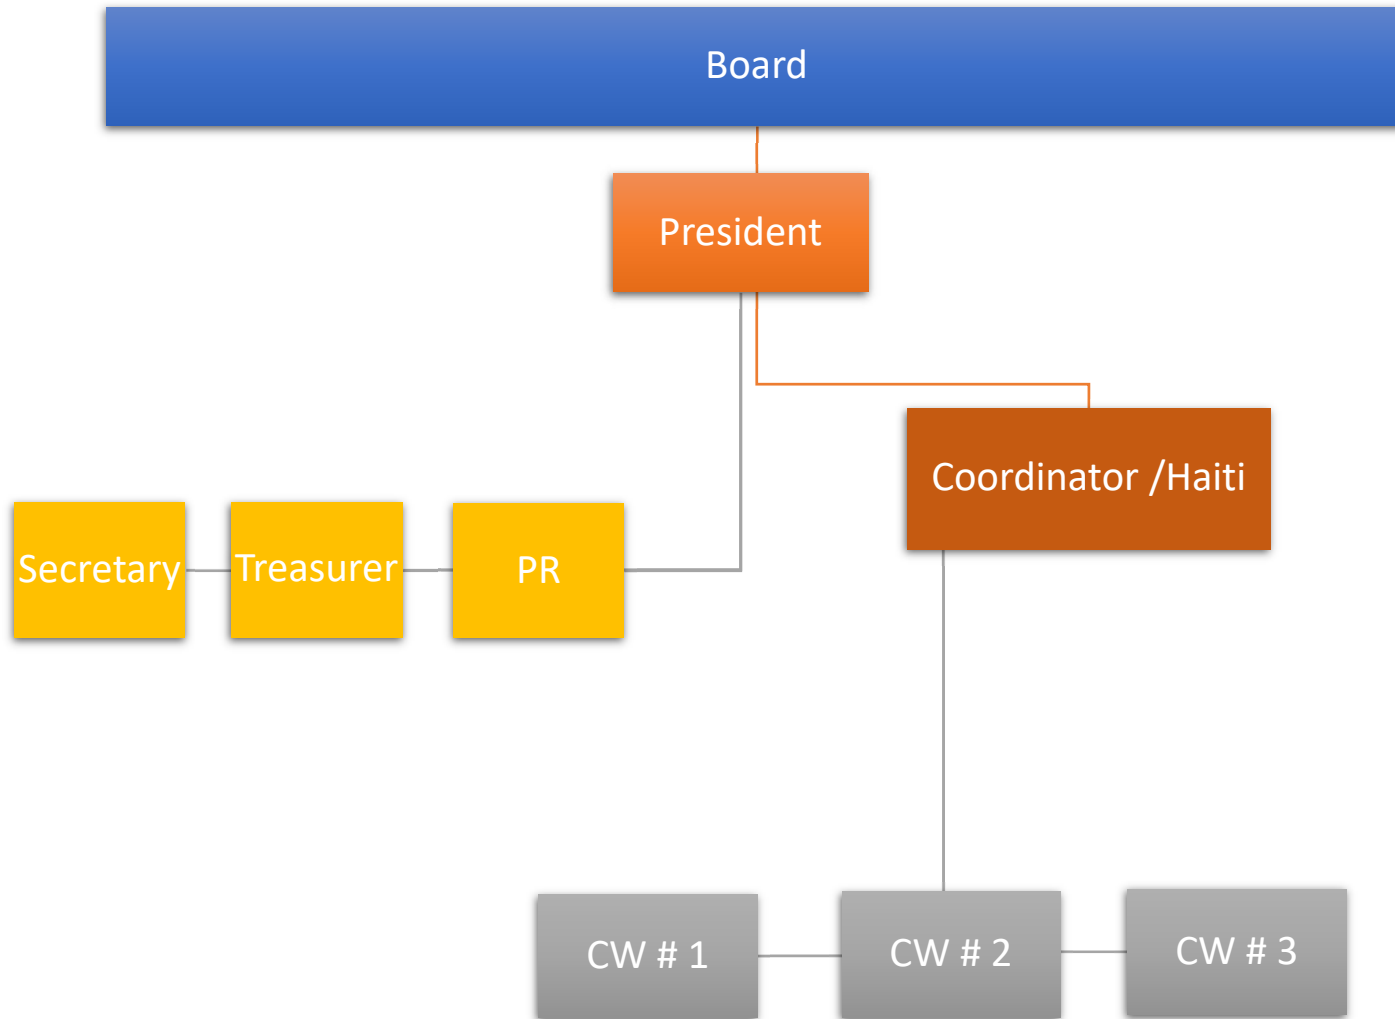 Board
President
Coordinator /Haiti
Secretary
Treasurer
PR
CW # 1
CW # 2
CW # 3